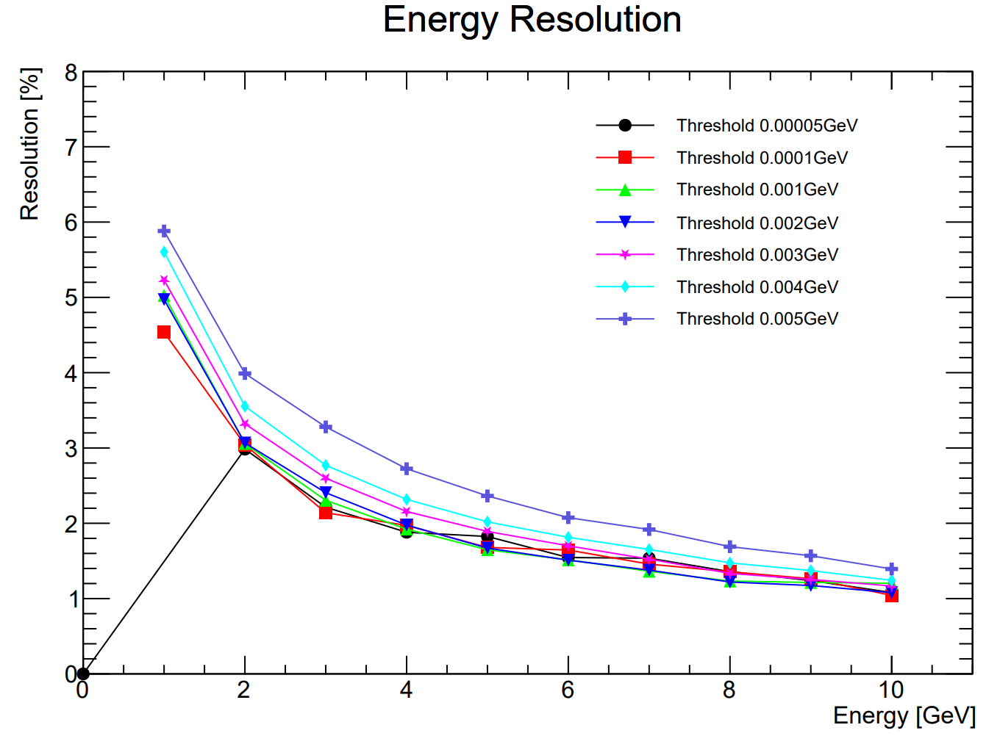 Energy Resolution
Resolution [%]
8
7
6
5
4
3
2
1
0
Threshold 0.00005GeV
Threshold 0.0001GeV
Threshold 0.001GeV
Threshold 0.002GeV
Threshold 0.003GeV
Threshold 0.004GeV
Threshold 0.005GeV
0 2 4 6 8 10
Energy [GeV]